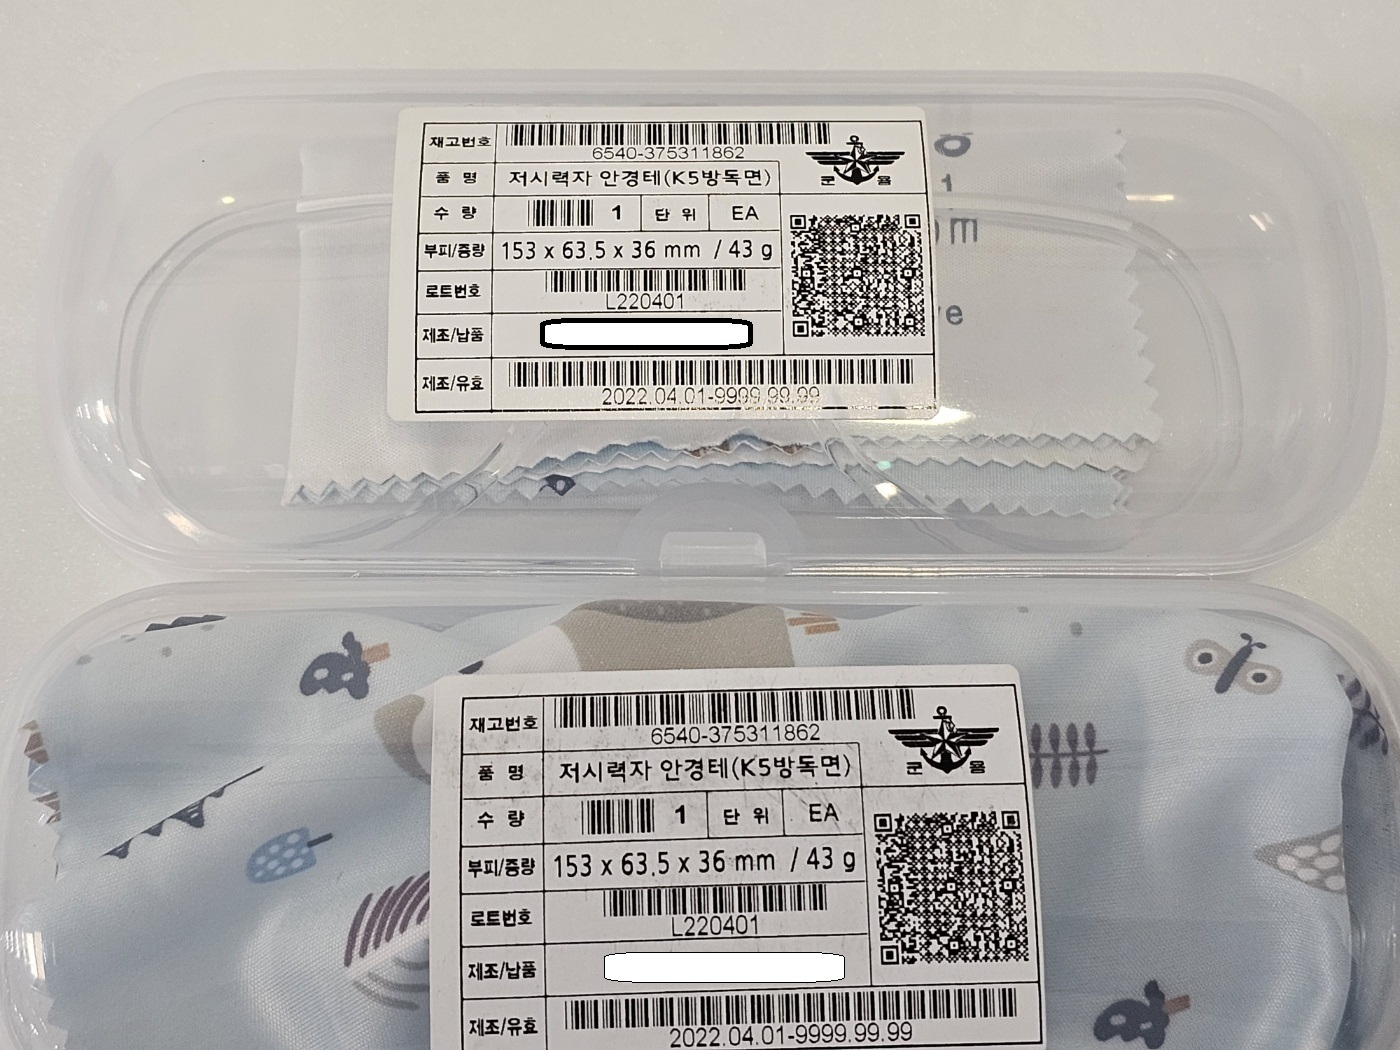 재고번호
6540-375311862
군 용
품 명
저시력자 안경테(K5방독면)
수 량
1
단 위
EA
부피/중량
153 x 63.5 x 36 mm / 43 g
로트번호
L220401
제조/납품
제조/유효
2022.04.01-9999.99.99
재고번호
6540-375311862
군 용
품 명
저시력자 안경테(K5방독면)
수 량
1
단 위
EA
부피/중량
153 x 63.5 x 36 mm / 43 g
로트번호
L220401
제조/납품
제조/유효
2022.04.01-9999.99.99